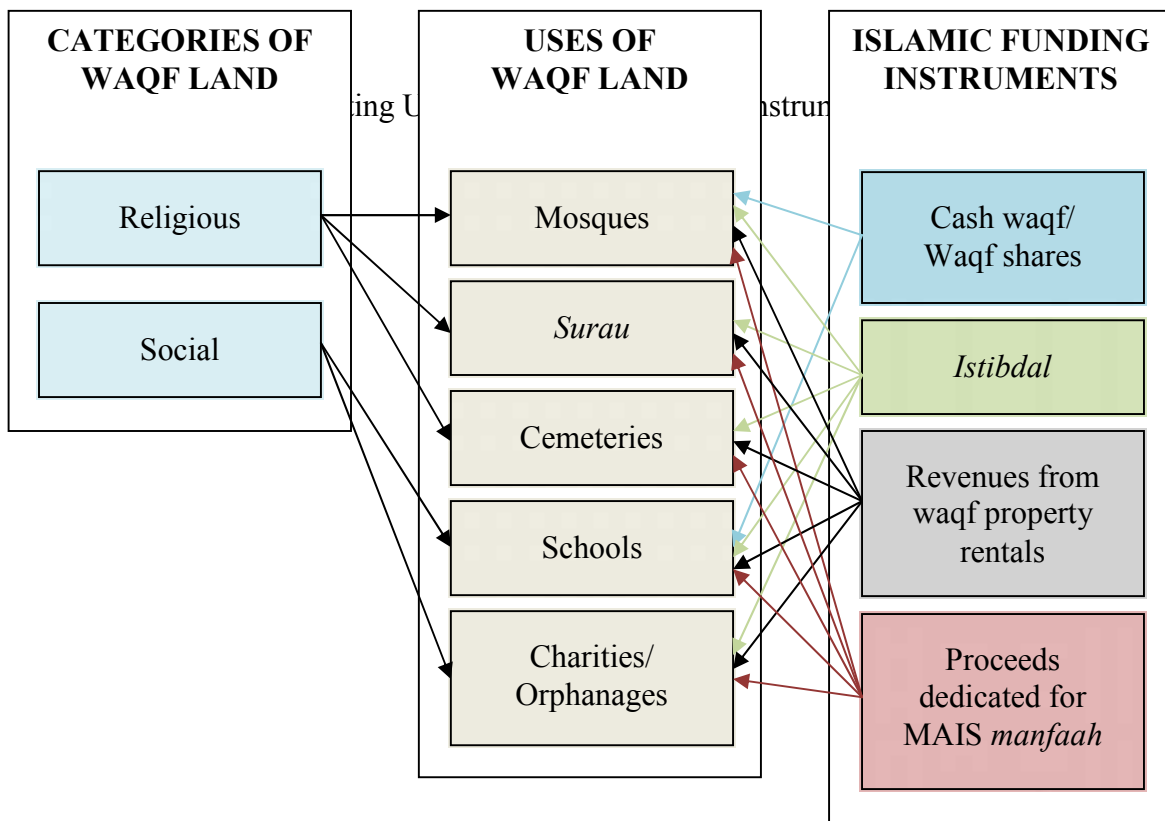 CATEGORIES OF
WAQF LAND
Religious
Social
USES OF
WAQF LAND
Mosques
Surau
Cemeteries
Schools
Charities/
Orphanages
ISLAMIC FUNDING
INSTRUMENTS
Cash waqf/
Waqf shares
Istibdal
Revenues from
waqf property
rentals
Proceeds
dedicated for
MAIS manfaah